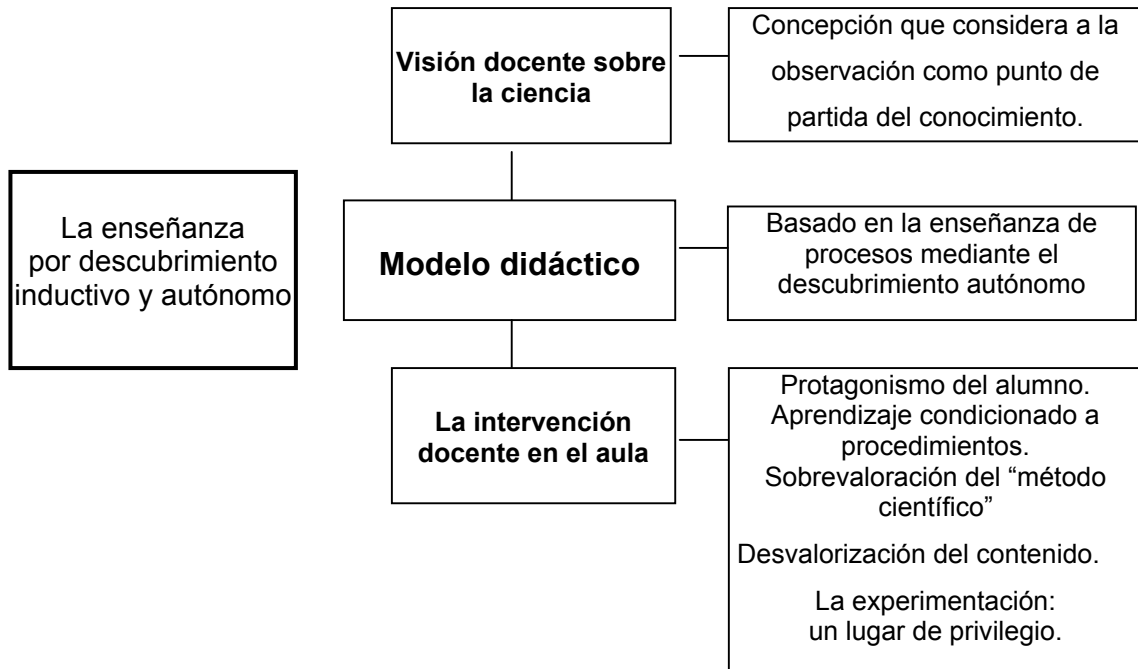 Visión docente sobre
la ciencia
Concepción que considera a la
observación como punto de
partida del conocimiento.
La enseñanza
por descubrimiento
inductivo y autónomo
Modelo didáctico
Basado en la enseñanza de
procesos mediante el
descubrimiento autónomo
La intervención
docente en el aula
Protagonismo del alumno.
Aprendizaje condicionado a
procedimientos.
Sobrevaloración del “método
científico”
Desvalorización del contenido.
La experimentación:
un lugar de privilegio.